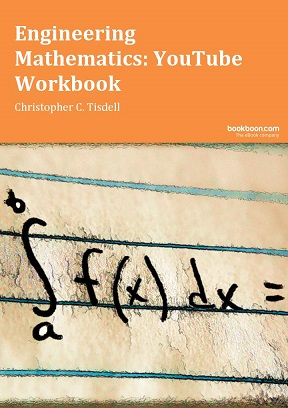 Engineering
Mathematics: YouTube
Workbook
Christopher C. Tisdell
bookboon.com
The eBook company
b
∫ f(x) dx =
a